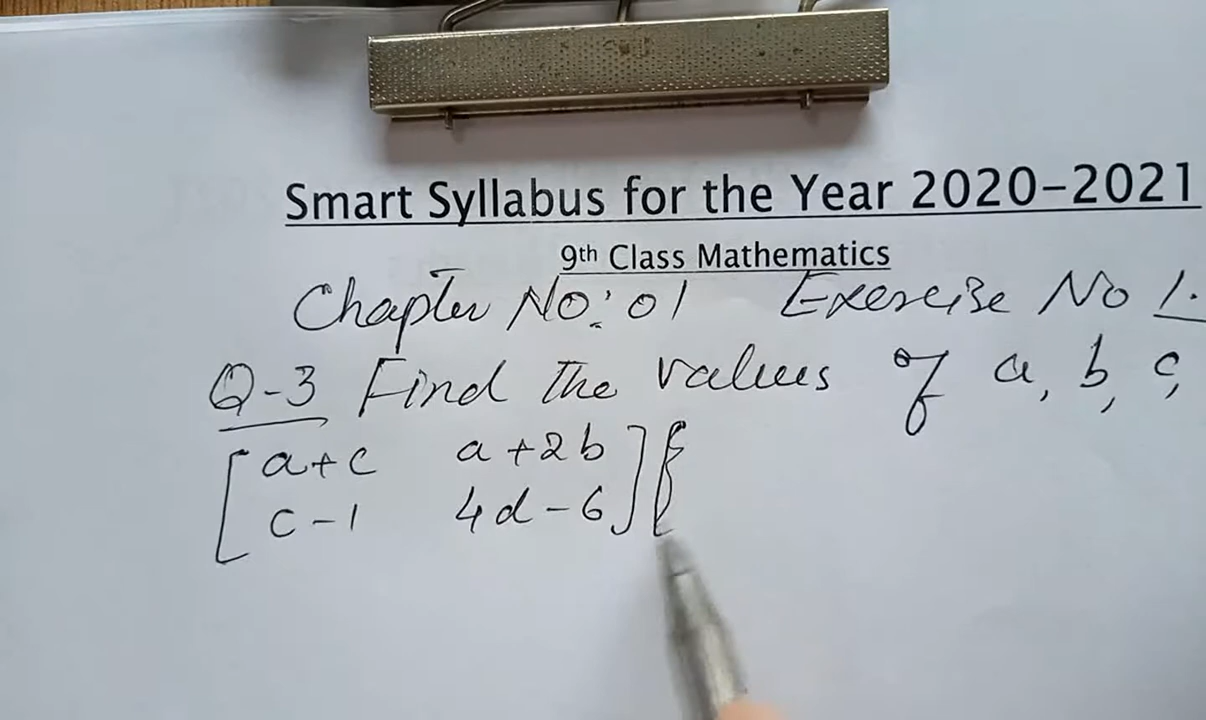 Smart Syllabus for the Year 2020-2021
9th Class Mathematics
Chapter No: 01 Exercise No 1.
Q-3 Find the values of a, b, c,
[a+c a+2b]
[c-1 4d-6]